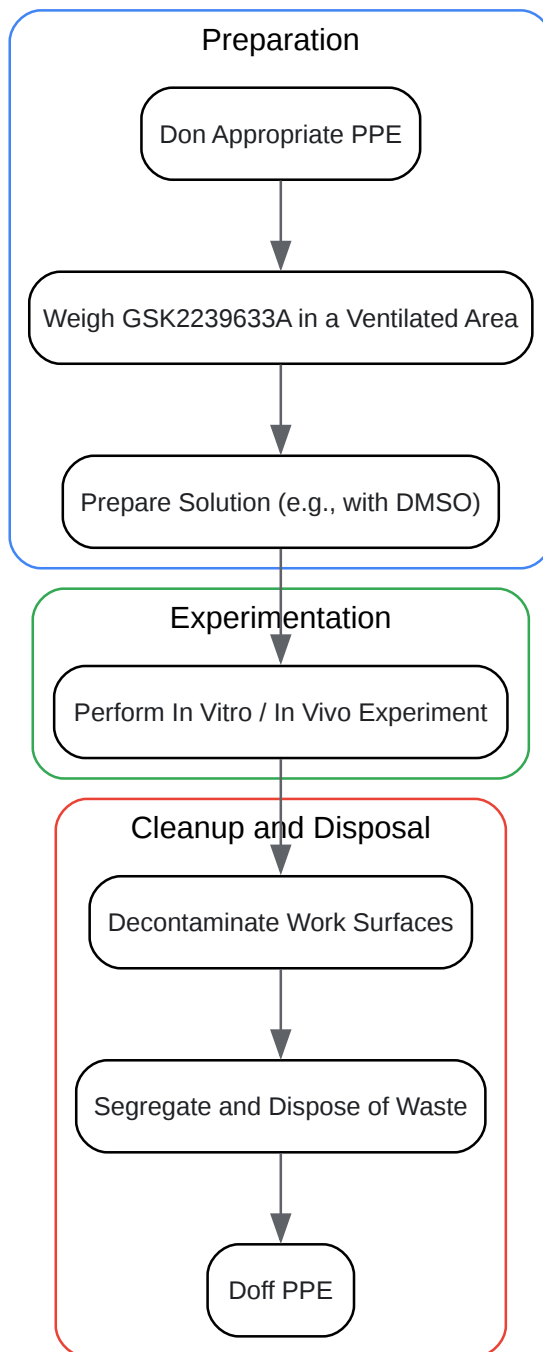 Preparation
Don Appropriate PPE
Weigh GSK2239633A in a Ventilated Area
Prepare Solution (e.g., with DMSO)
Experimentation
Perform In Vitro / In Vivo Experiment
Cleanup and Disposal
Decontaminate Work Surfaces
Segregate and Dispose of Waste
Doff PPE